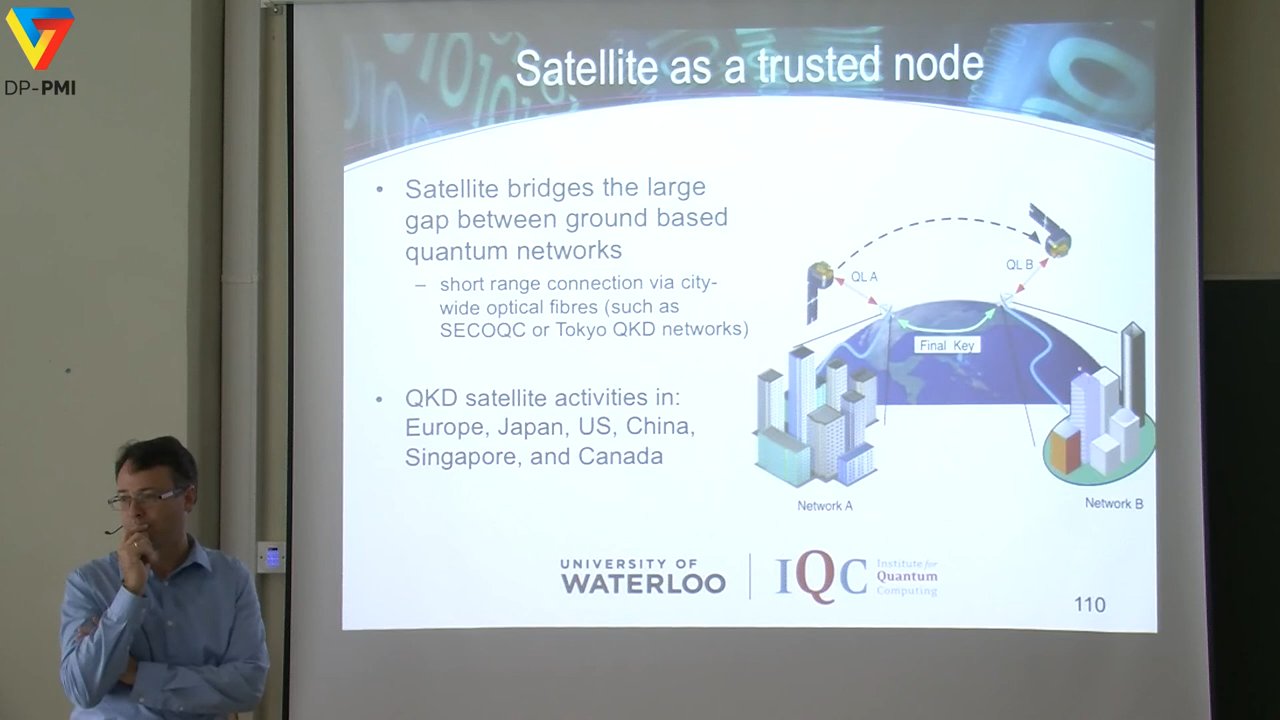 DP-PMI
Satellite as a trusted node
• Satellite bridges the large
gap between ground based
quantum networks
– short range connection via city-
wide optical fibres (such as
SECOQC or Tokyo QKD networks)
• QKD satellite activities in:
Europe, Japan, US, China,
Singapore, and Canada
QL A
QL B
Final Key
Network A
Network B
UNIVERSITY OF
WATERLOO
IQC
Institute for
Quantum
Computing
110